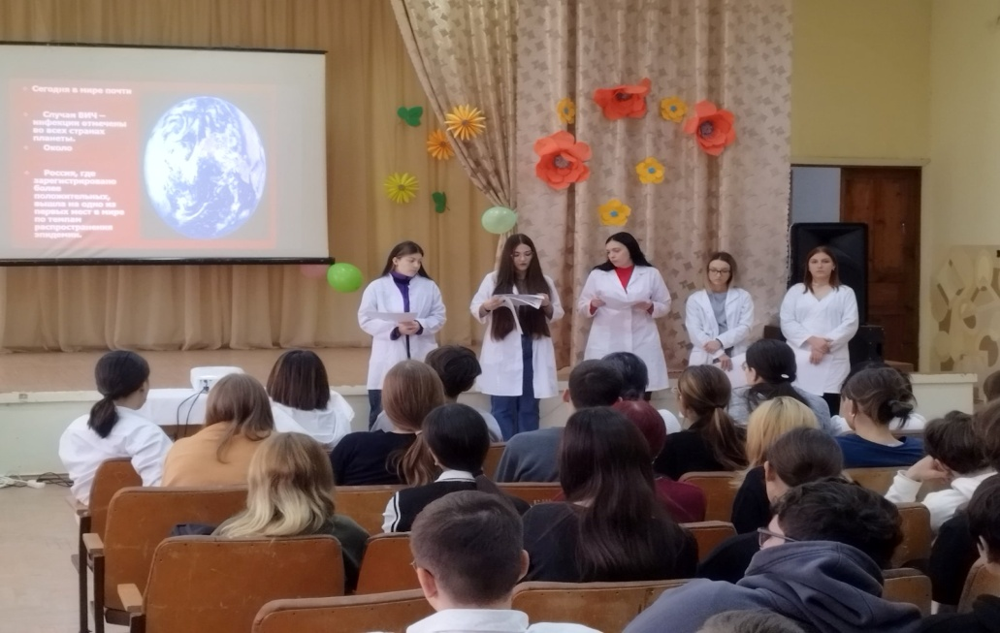 Сегодня в мире почти
Случаи ВИЧ –
инфекции отмечены
во всех странах
планеты.
Около
Россия, где
зарегистрировано
более
положительных,
вышла на одно из
первых мест в мире
по темпам
распространения
эпидемии.